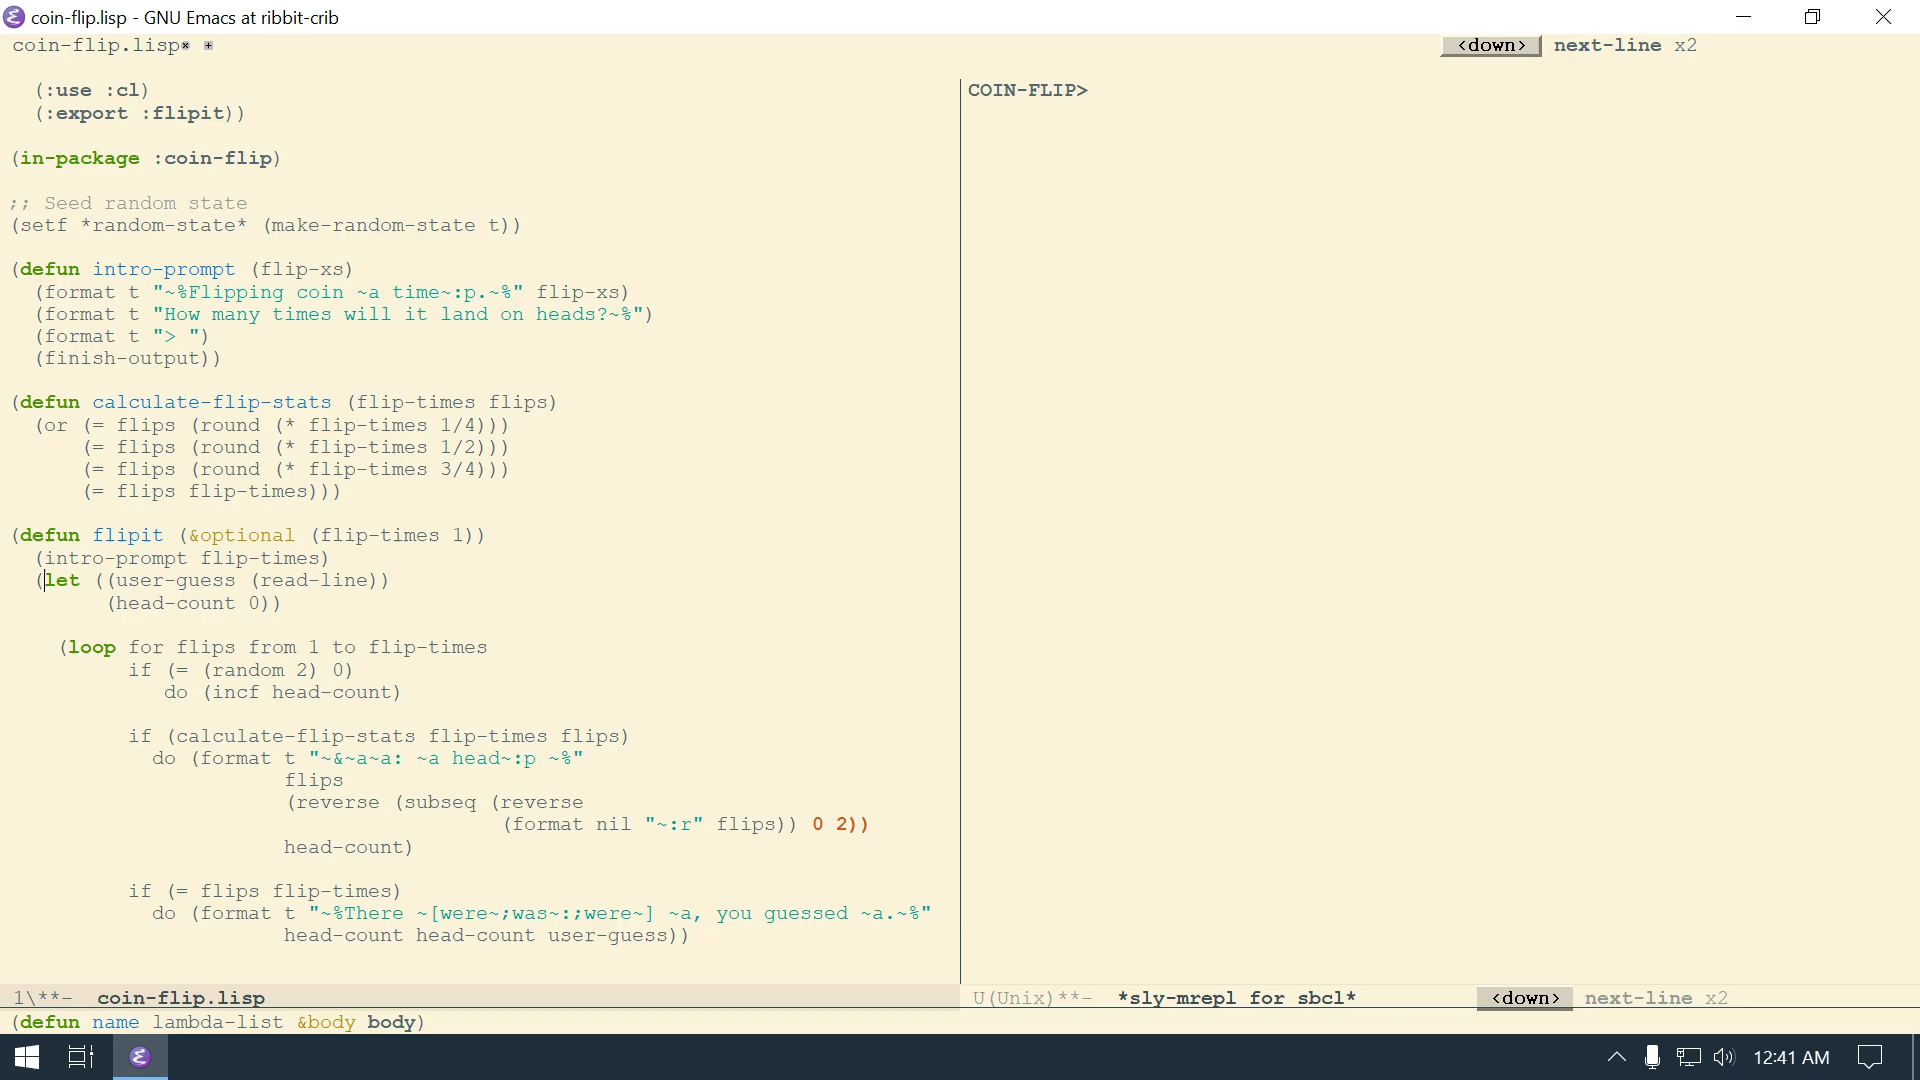 coin-flip.lisp - GNU Emacs at ribbit-crib
coin-flip.lisp
<down> next-line x2
(:use :cl)
(:export :flipit))
(in-package :coin-flip)
;; Seed random state
(setf *random-state* (make-random-state t))
(defun intro-prompt (flip-xs)
(format t "~%Flipping coin ~a time~:p.~%" flip-xs)
(format t "How many times will it land on heads?~%")
(format t "> ")
(finish-output))
(defun calculate-flip-stats (flip-times flips)
(or (= flips (round (* flip-times 1/4)))
(= flips (round (* flip-times 1/2)))
(= flips (round (* flip-times 3/4)))
(= flips flip-times)))
(defun flipit (&optional (flip-times 1))
(intro-prompt flip-times)
(let ((user-guess (read-line))
(head-count 0))
(loop for flips from 1 to flip-times
if (= (random 2) 0)
do (incf head-count)
if (calculate-flip-stats flip-times flips)
do (format t "~&~a~a: ~a head~:p ~%"
flips
(reverse (subseq (reverse
(format nil "~:r" flips)) 0 2))
head-count)
if (= flips flip-times)
do (format t "~%There ~[were~;was~:;were~] ~a, you guessed ~a.~%"
head-count head-count user-guess))
1\**- coin-flip.lisp
COIN-FLIP>
U(Unix)**- *sly-mrepl for sbcl* <down> next-line x2
(defun name lambda-list &body body)
12:41 AM